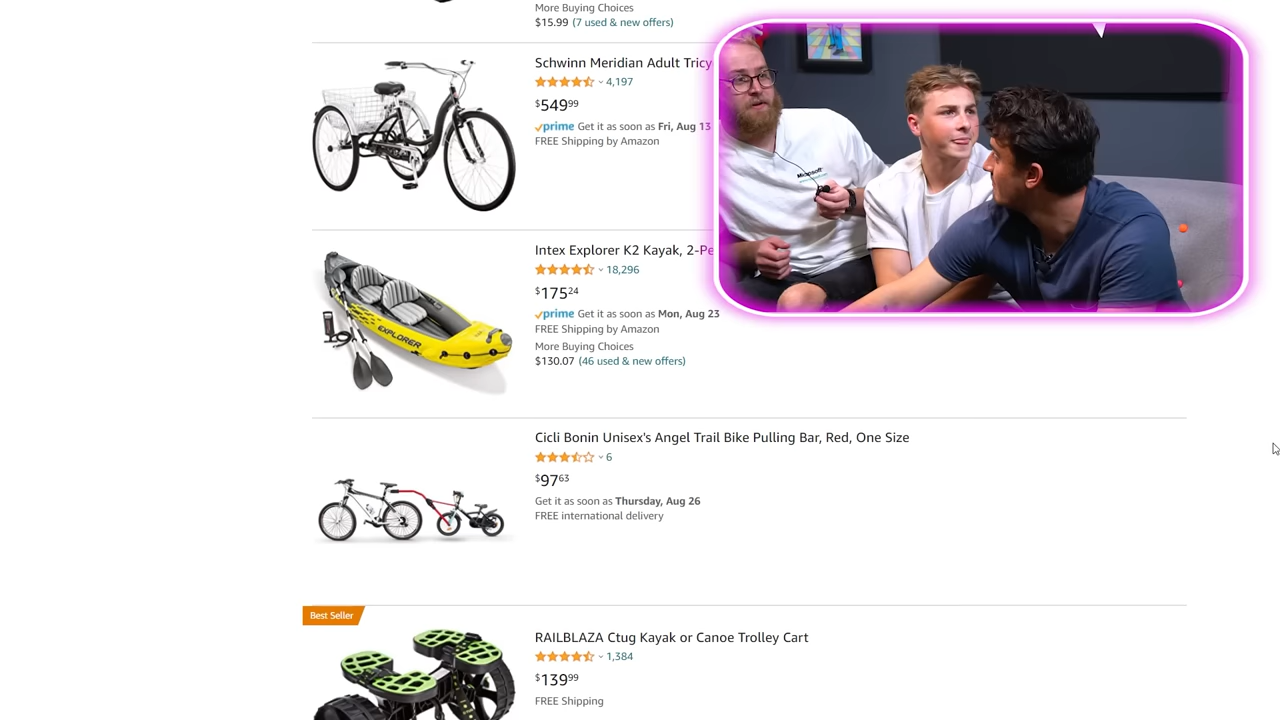 More Buying Choices
$15.99 (7 used & new offers)
Schwinn Meridian Adult Tricy
4,197
$549 99
prime Get it as soon as Fri, Aug 13
FREE Shipping by Amazon
Microsoft
Intex Explorer K2 Kayak, 2-Pe
18,296
$175 24
prime Get it as soon as Mon, Aug 23
FREE Shipping by Amazon
More Buying Choices
$130.07 (46 used & new offers)
EXPLORER
Cicli Bonin Unisex's Angel Trail Bike Pulling Bar, Red, One Size
6
$97 63
Get it as soon as Thursday, Aug 26
FREE international delivery
Best Seller
RAILBLAZA Ctug Kayak or Canoe Trolley Cart
1,384
$139 99
FREE Shipping